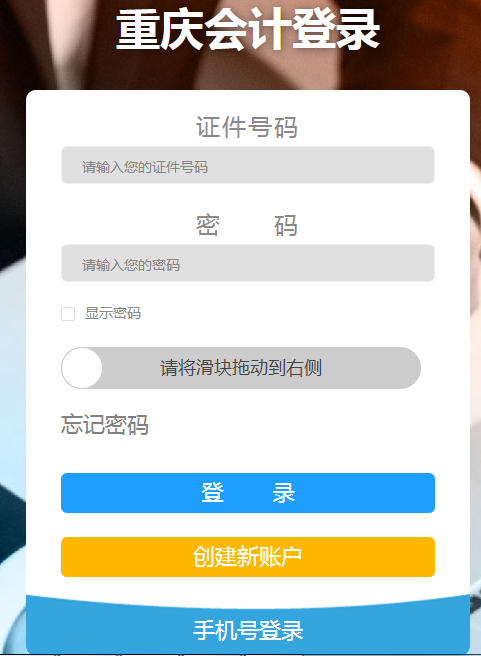 重庆会计登录
证件号码
请输入您的证件号码
密 码
请输入您的密码
显示密码
请将滑块拖动到右侧
忘记密码
登 录
创建新账户
手机号登录